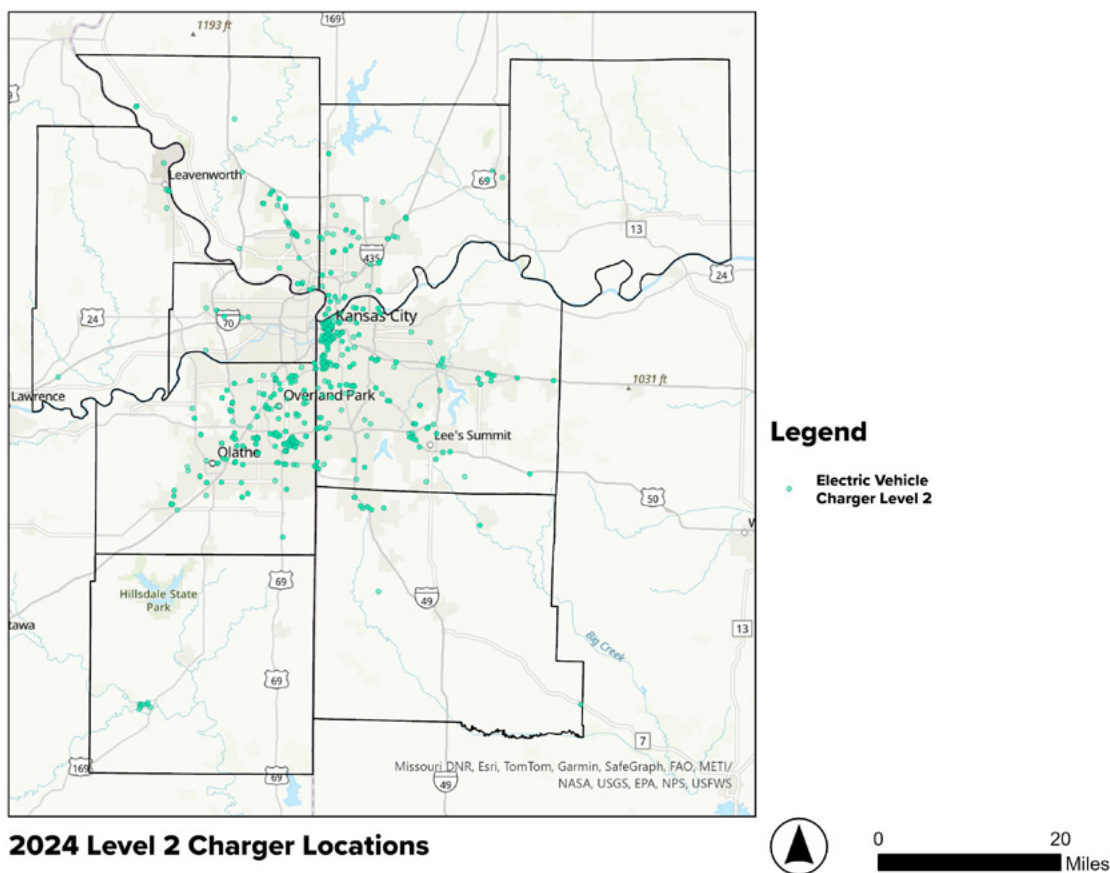 1193 ft
169
9
Leavenworth
69
13
435
24
24
70
Kansas City
1031 ft
Lawrence
Overland Park
Lee's Summit
Olathe
50
W
Hillsdale State
Park
69
49
tawa
13
Big Creek
69
7
169
69
49
Missouri DNR, Esri, TomTom, Garmin, SafeGraph, FAO, METI/
NASA, USGS, EPA, NPS, USFWS
Legend
Electric Vehicle
Charger Level 2
2024 Level 2 Charger Locations
0 20
Miles